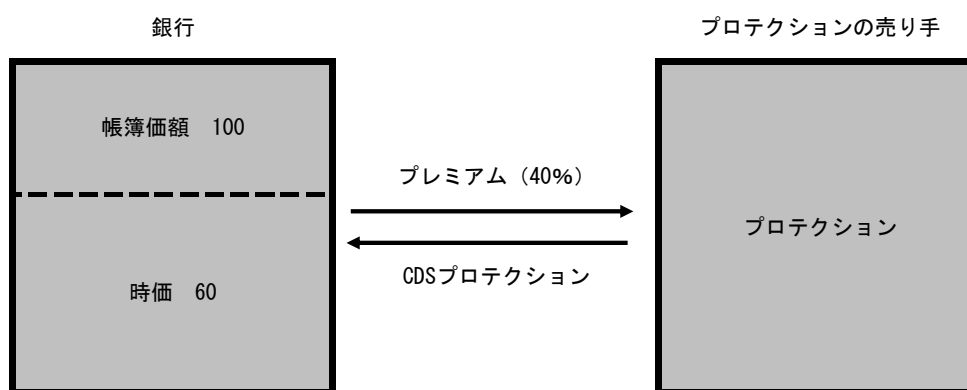 銀行
プロテクションの売り手
帳簿価額　100
プレミアム（40%）
プロテクション
CDSプロテクション
時価　60